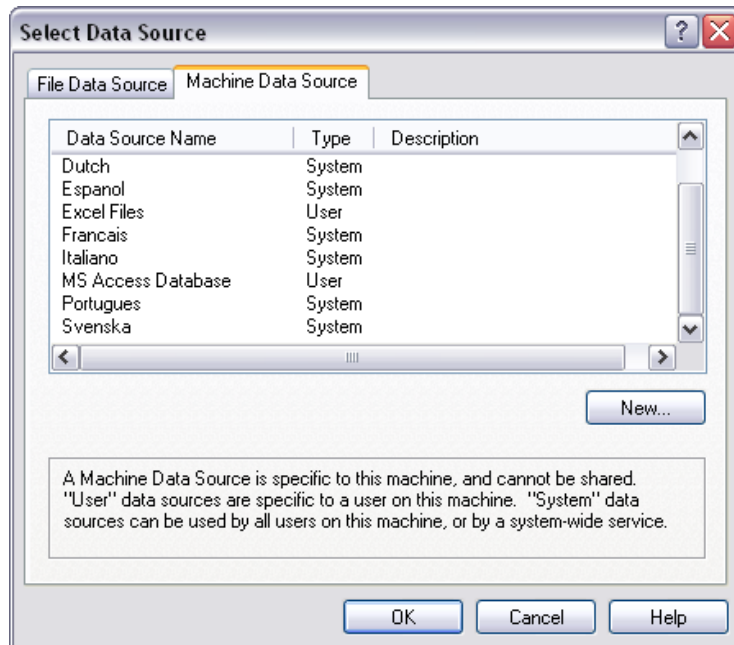 Select Data Source
File Data Source Machine Data Source
Data Source Name Type Description
Dutch System
Espanol System
Excel Files User
Francais System
Italiano System
MS Access Database User
Portugues System
Svenska System
New...
A Machine Data Source is specific to this machine, and cannot be shared.
"User" data sources are specific to a user on this machine. "System" data
sources can be used by all users on this machine, or by a system-wide service.
OK Cancel Help